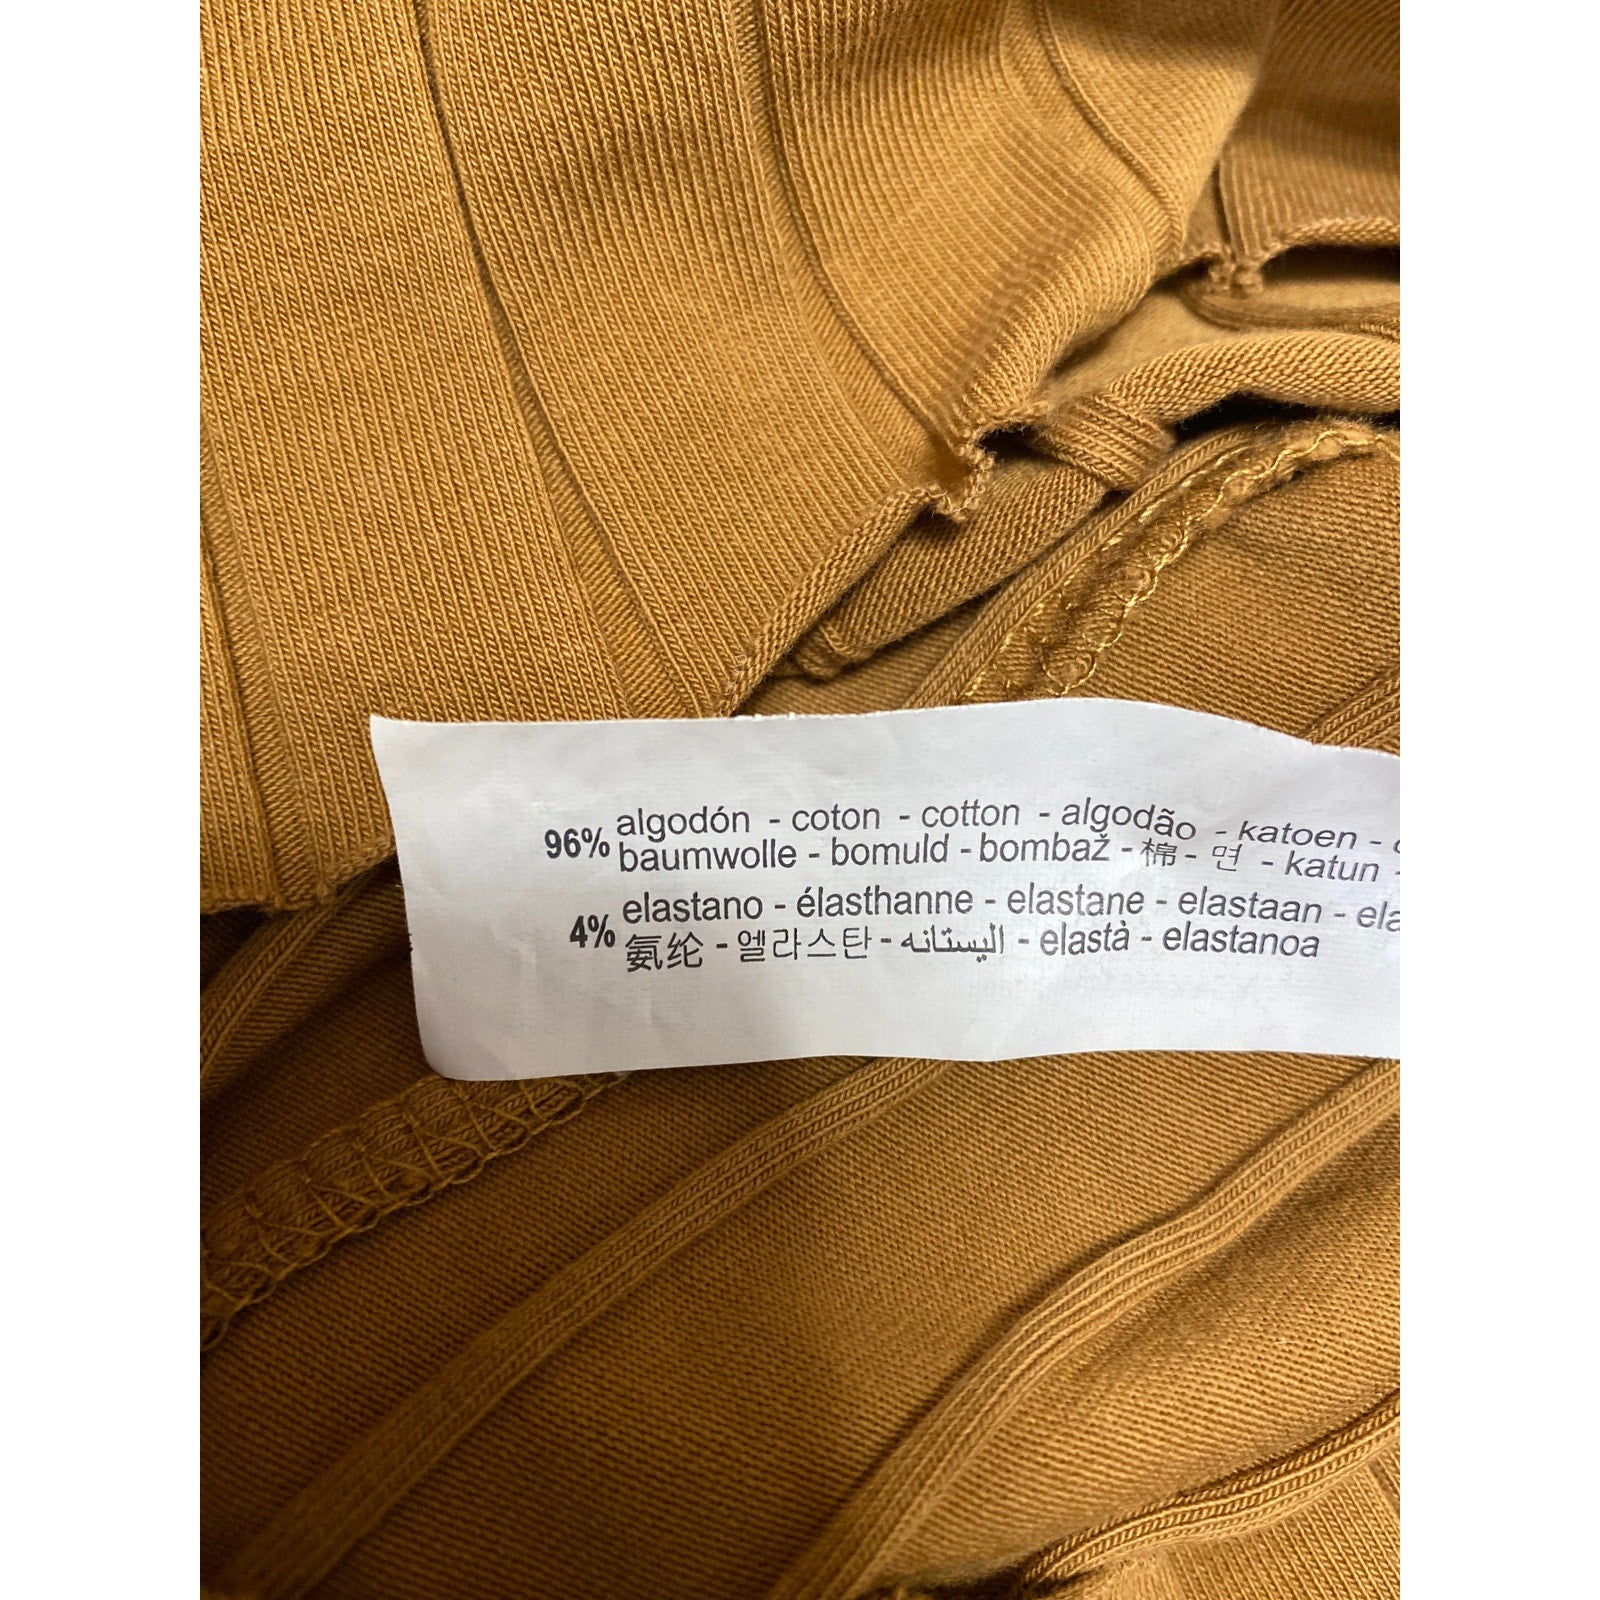 96% algodón - coton - cotton - algodão - katoen -
baumwolle - bomuld - bombaž - 棉 - 면 - katun -
4% elastano - élasthanne - elastane - elastaan - ela
氨纶 - 엘라스탄 - اليستانه - elastà - elastanoa